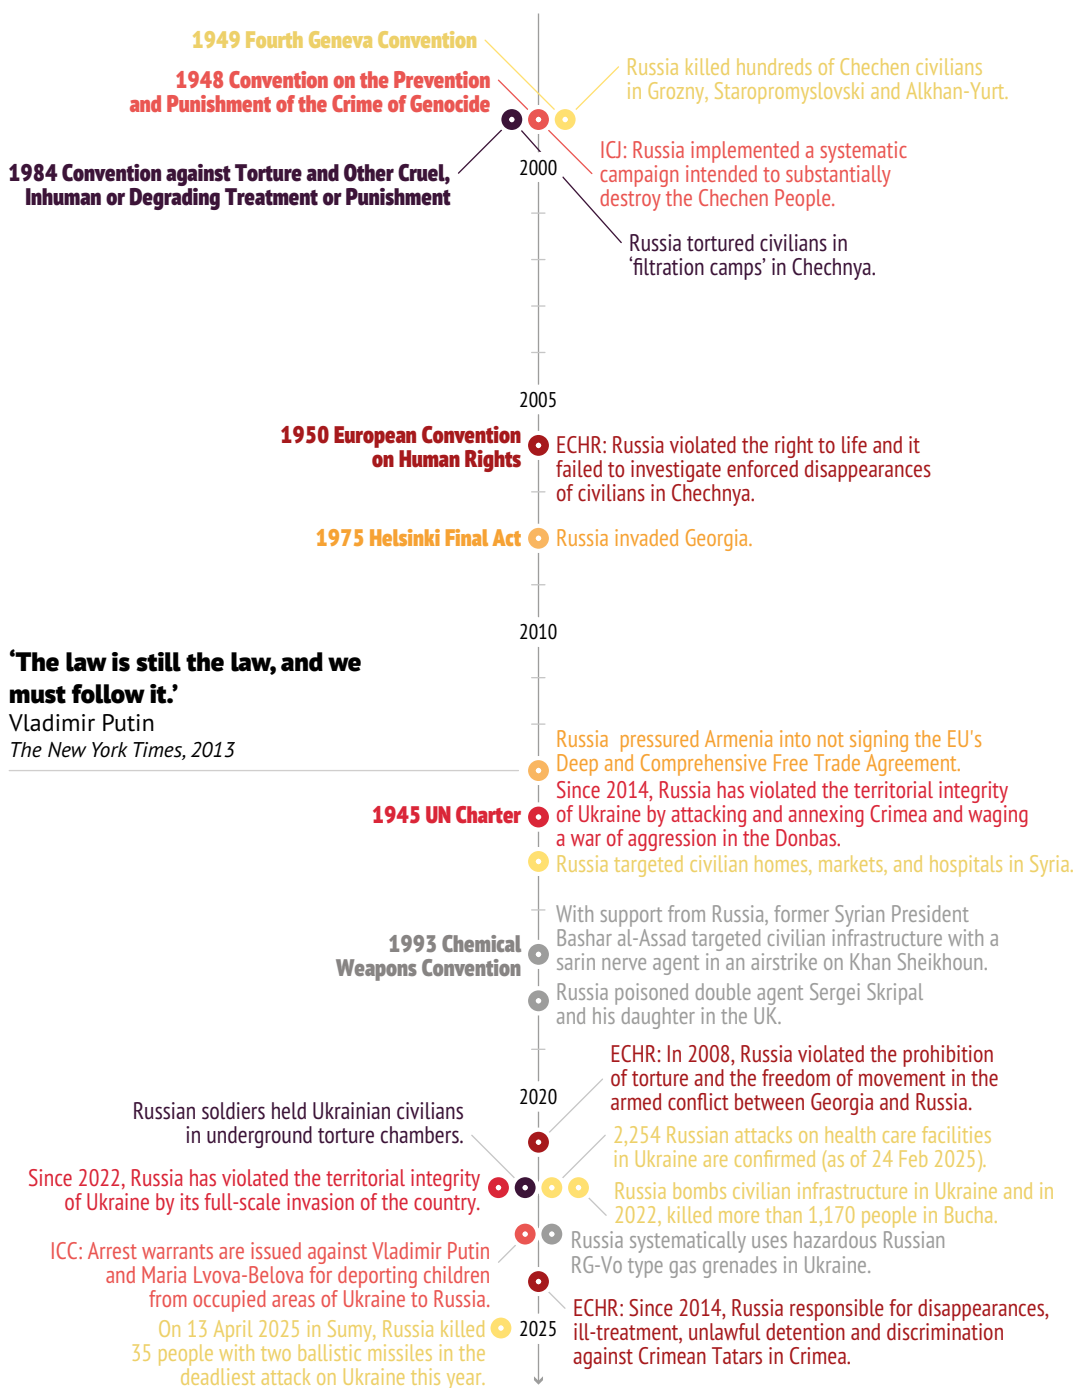 1949 Fourth Geneva Convention
Russia killed hundreds of Chechen civilians
in Grozny, Staropromyslovski and Alkhan-Yurt.
1948 Convention on the Prevention
and Punishment of the Crime of Genocide
ICJ: Russia implemented a systematic
campaign intended to substantially
destroy the Chechen People.
1984 Convention against Torture and Other Cruel,
Inhuman or Degrading Treatment or Punishment
2000
Russia tortured civilians in
‘filtration camps’ in Chechnya.
2005
1950 European Convention
on Human Rights
ECHR: Russia violated the right to life and it
failed to investigate enforced disappearances
of civilians in Chechnya.
1975 Helsinki Final Act
Russia invaded Georgia.
2010
‘The law is still the law, and we
must follow it.’
Vladimir Putin
The New York Times, 2013
Russia pressured Armenia into not signing the EU's
Deep and Comprehensive Free Trade Agreement.
1945 UN Charter
Since 2014, Russia has violated the territorial integrity
of Ukraine by attacking and annexing Crimea and waging
a war of aggression in the Donbas.
Russia targeted civilian homes, markets, and hospitals in Syria.
1993 Chemical
Weapons Convention
With support from Russia, former Syrian President
Bashar al-Assad targeted civilian infrastructure with a
sarin nerve agent in an airstrike on Khan Sheikhoun.
Russia poisoned double agent Sergei Skripal
and his daughter in the UK.
ECHR: In 2008, Russia violated the prohibition
of torture and the freedom of movement in the
armed conflict between Georgia and Russia.
2020
Russian soldiers held Ukrainian civilians
in underground torture chambers.
2,254 Russian attacks on health care facilities
in Ukraine are confirmed (as of 24 Feb 2025).
Since 2022, Russia has violated the territorial integrity
of Ukraine by its full-scale invasion of the country.
Russia bombs civilian infrastructure in Ukraine and in
2022, killed more than 1,170 people in Bucha.
ICC: Arrest warrants are issued against Vladimir Putin
and Maria Lvova-Belova for deporting children
from occupied areas of Ukraine to Russia.
Russia systematically uses hazardous Russian
RG-Vo type gas grenades in Ukraine.
ECHR: Since 2014, Russia responsible for disappearances,
ill-treatment, unlawful detention and discrimination
against Crimean Tatars in Crimea.
On 13 April 2025 in Sumy, Russia killed
35 people with two ballistic missiles in the
deadliest attack on Ukraine this year.
2025